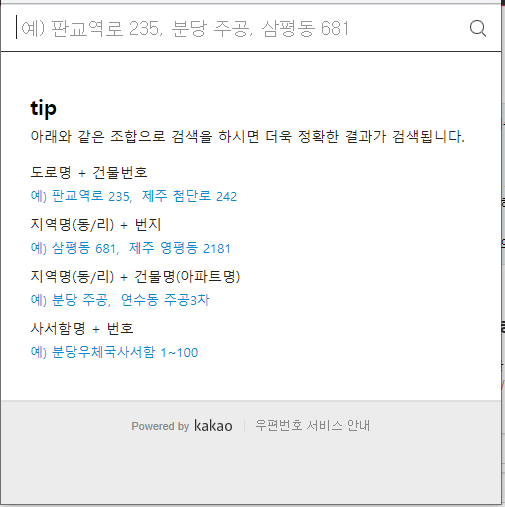 예) 판교역로 235, 분당 주공, 삼평동 681
tip
아래와 같은 조합으로 검색을 하시면 더욱 정확한 결과가 검색됩니다.
도로명 + 건물번호
예) 판교역로 235, 제주 첨단로 242
지역명(동/리) + 번지
예) 삼평동 681, 제주 영평동 2181
지역명(동/리) + 건물명(아파트명)
예) 분당 주공, 연수동 주공3차
사서함명 + 번호
예) 분당우체국사서함 1~100
Powered by kakao 우편번호 서비스 안내